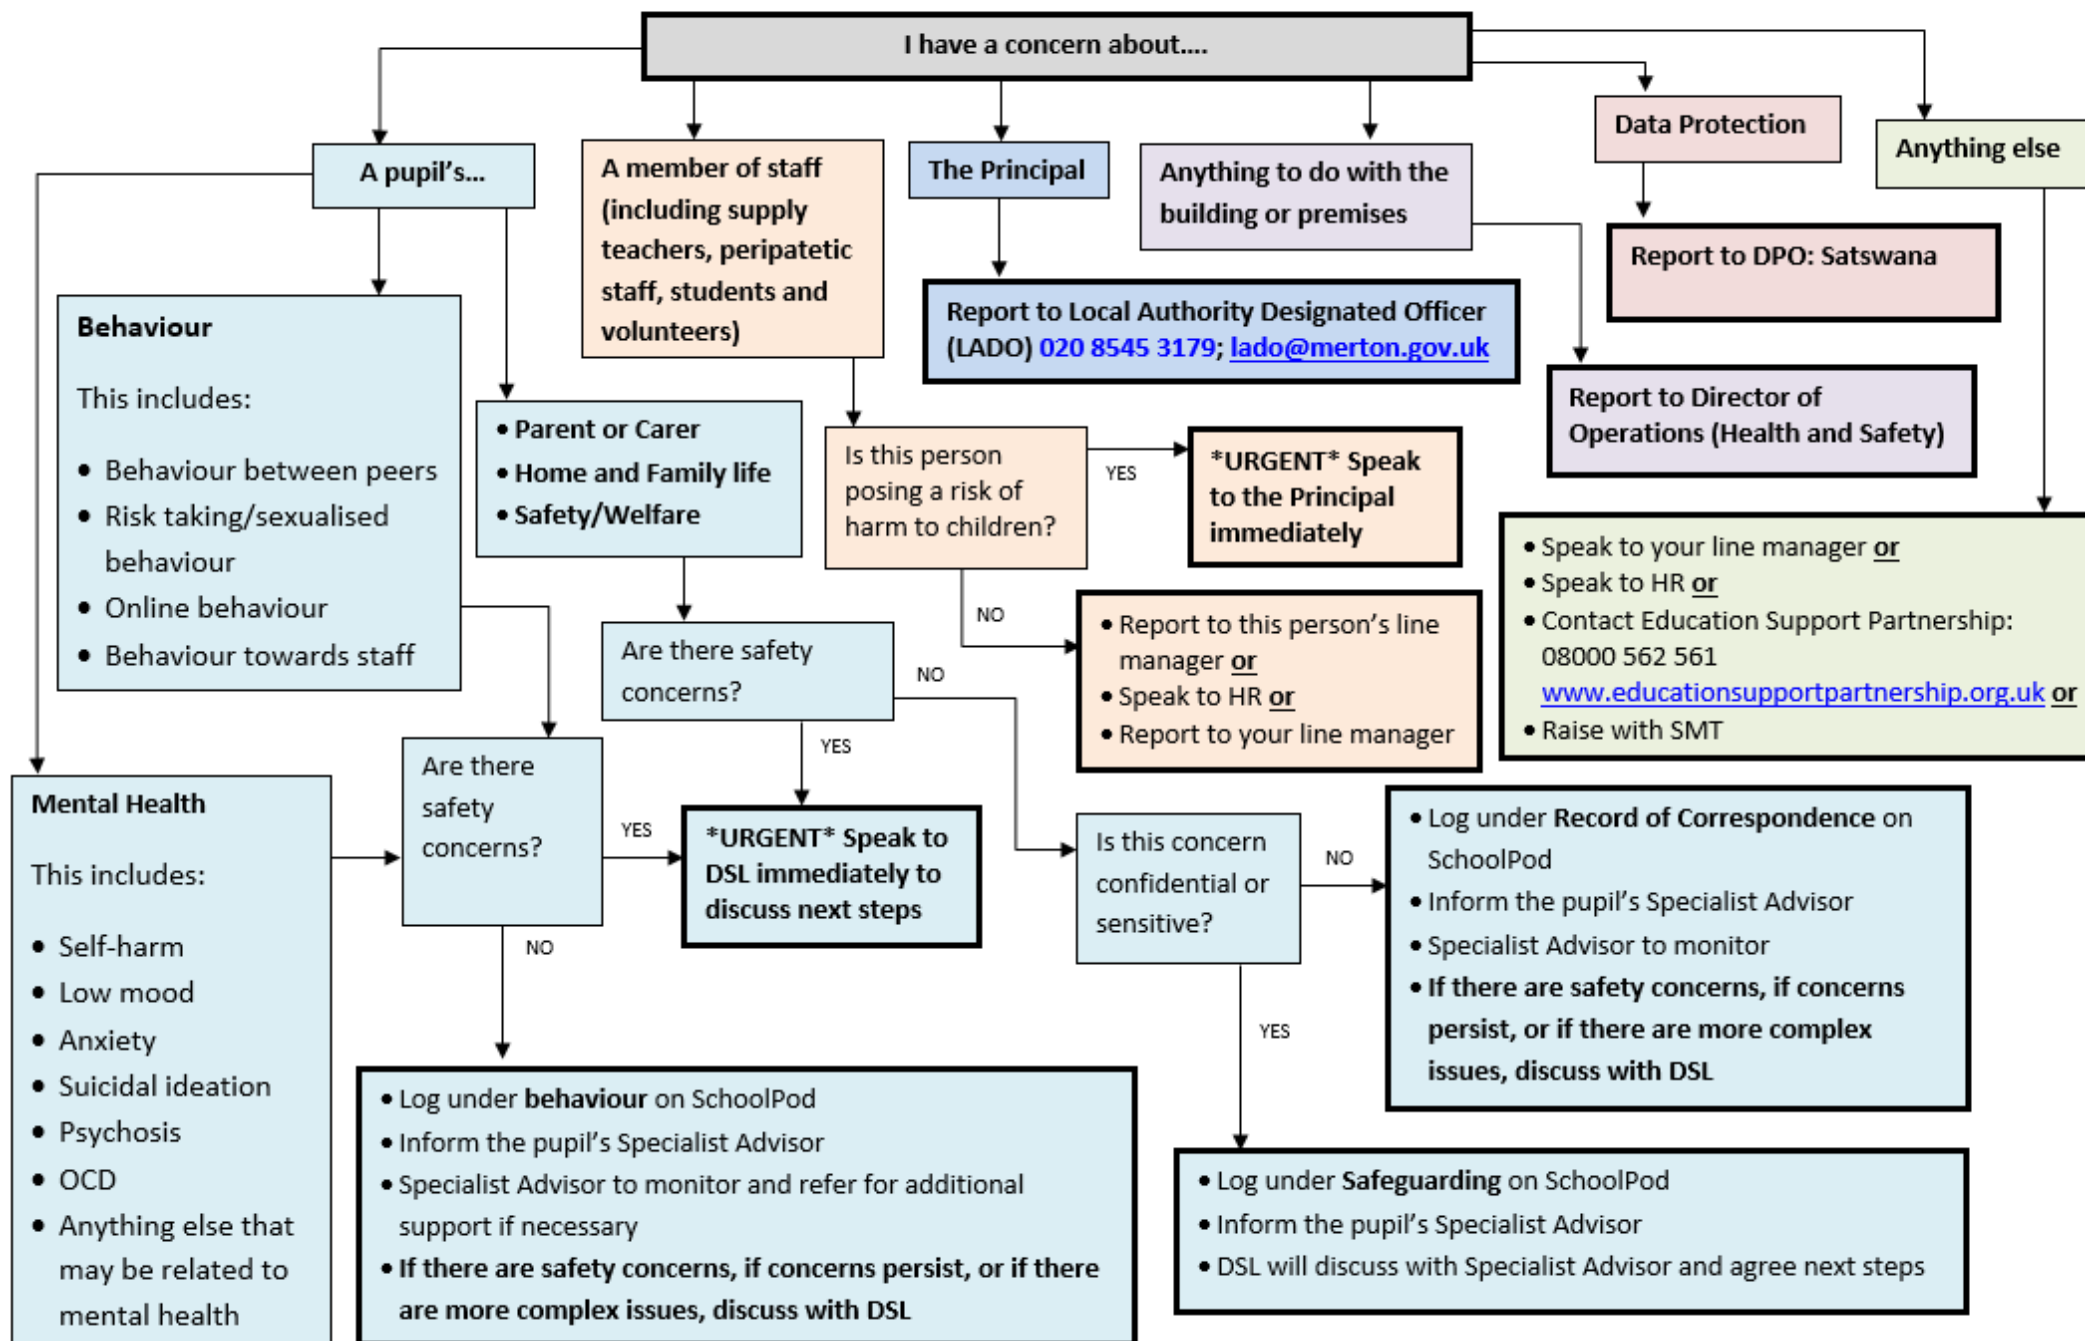 I have a concern about....
A pupil's...
A member of staff
(including supply
teachers, peripatetic
staff, students and
volunteers)
The Principal
Anything to do with the
building or premises
Data Protection
Anything else
Report to DPO: Satswana
Report to Local Authority Designated Officer
(LADO) 020 8545 3179; lado@merton.gov.uk
Report to Director of
Operations (Health and Safety)
Behaviour
This includes:
• Behaviour between peers
• Risk taking/sexualised
behaviour
• Online behaviour
• Behaviour towards staff
• Parent or Carer
• Home and Family life
• Safety/Welfare
Is this person
posing a risk of
harm to children?
YES
*URGENT* Speak
to the Principal
immediately
NO
• Report to this person's line
manager or
• Speak to HR or
• Report to your line manager
• Speak to your line manager or
• Speak to HR or
• Contact Education Support Partnership:
08000 562 561
www.educationsupportpartnership.org.uk or
• Raise with SMT
Are there safety
concerns?
NO
YES
Mental Health
This includes:
• Self-harm
• Low mood
• Anxiety
• Suicidal ideation
• Psychosis
• OCD
• Anything else that
may be related to
mental health
Are there
safety
concerns?
YES
*URGENT* Speak to
DSL immediately to
discuss next steps
NO
Is this concern
confidential or
sensitive?
NO
• Log under Record of Correspondence on
SchoolPod
• Inform the pupil's Specialist Advisor
• Specialist Advisor to monitor
• If there are safety concerns, if concerns
persist, or if there are more complex
issues, discuss with DSL
YES
• Log under behaviour on SchoolPod
• Inform the pupil's Specialist Advisor
• Specialist Advisor to monitor and refer for additional
support if necessary
• If there are safety concerns, if concerns persist, or if there
are more complex issues, discuss with DSL
• Log under Safeguarding on SchoolPod
• Inform the pupil's Specialist Advisor
• DSL will discuss with Specialist Advisor and agree next steps